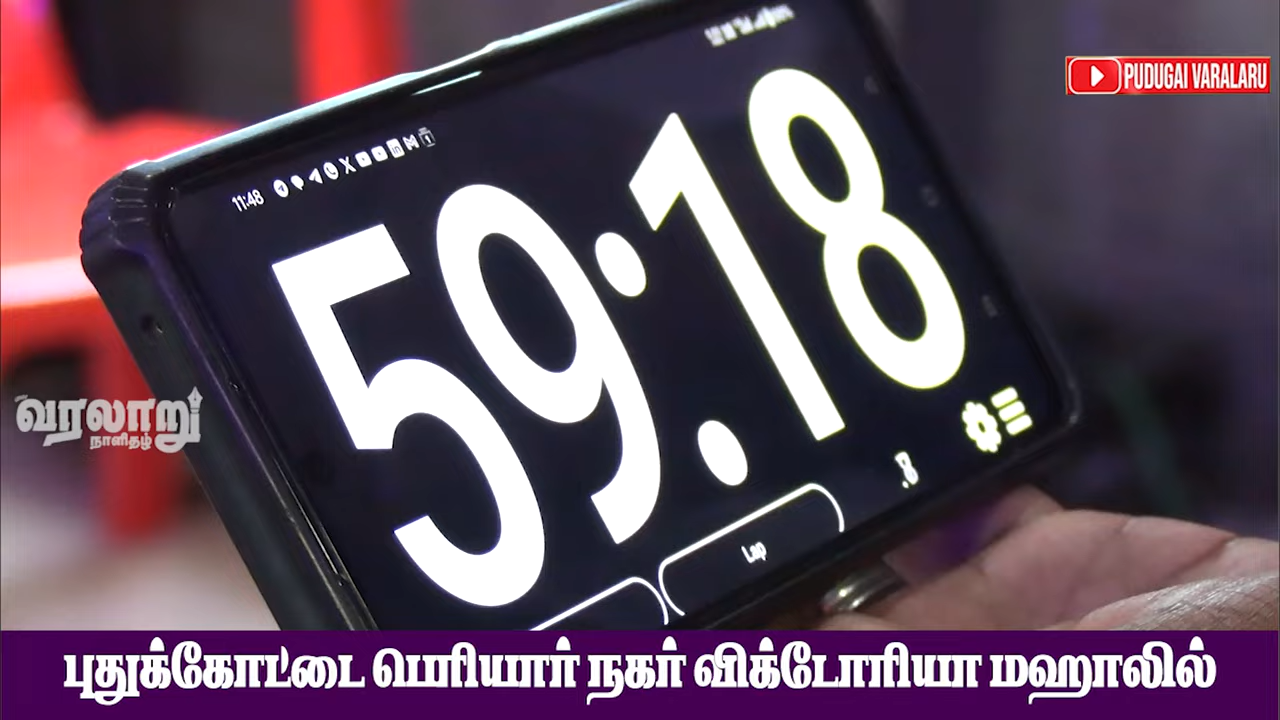 PUDUGAI VARALARU
11:48
59:18
.8
Lap
வரலாறு
நாளிதழ்
புதுக்கோட்டை பெரியார் நகர் விக்டோரியா மஹாலில்